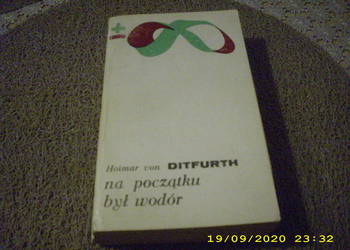 Hoimar von DITFURTH
na początku
był wodór
19/09/2020 23:32